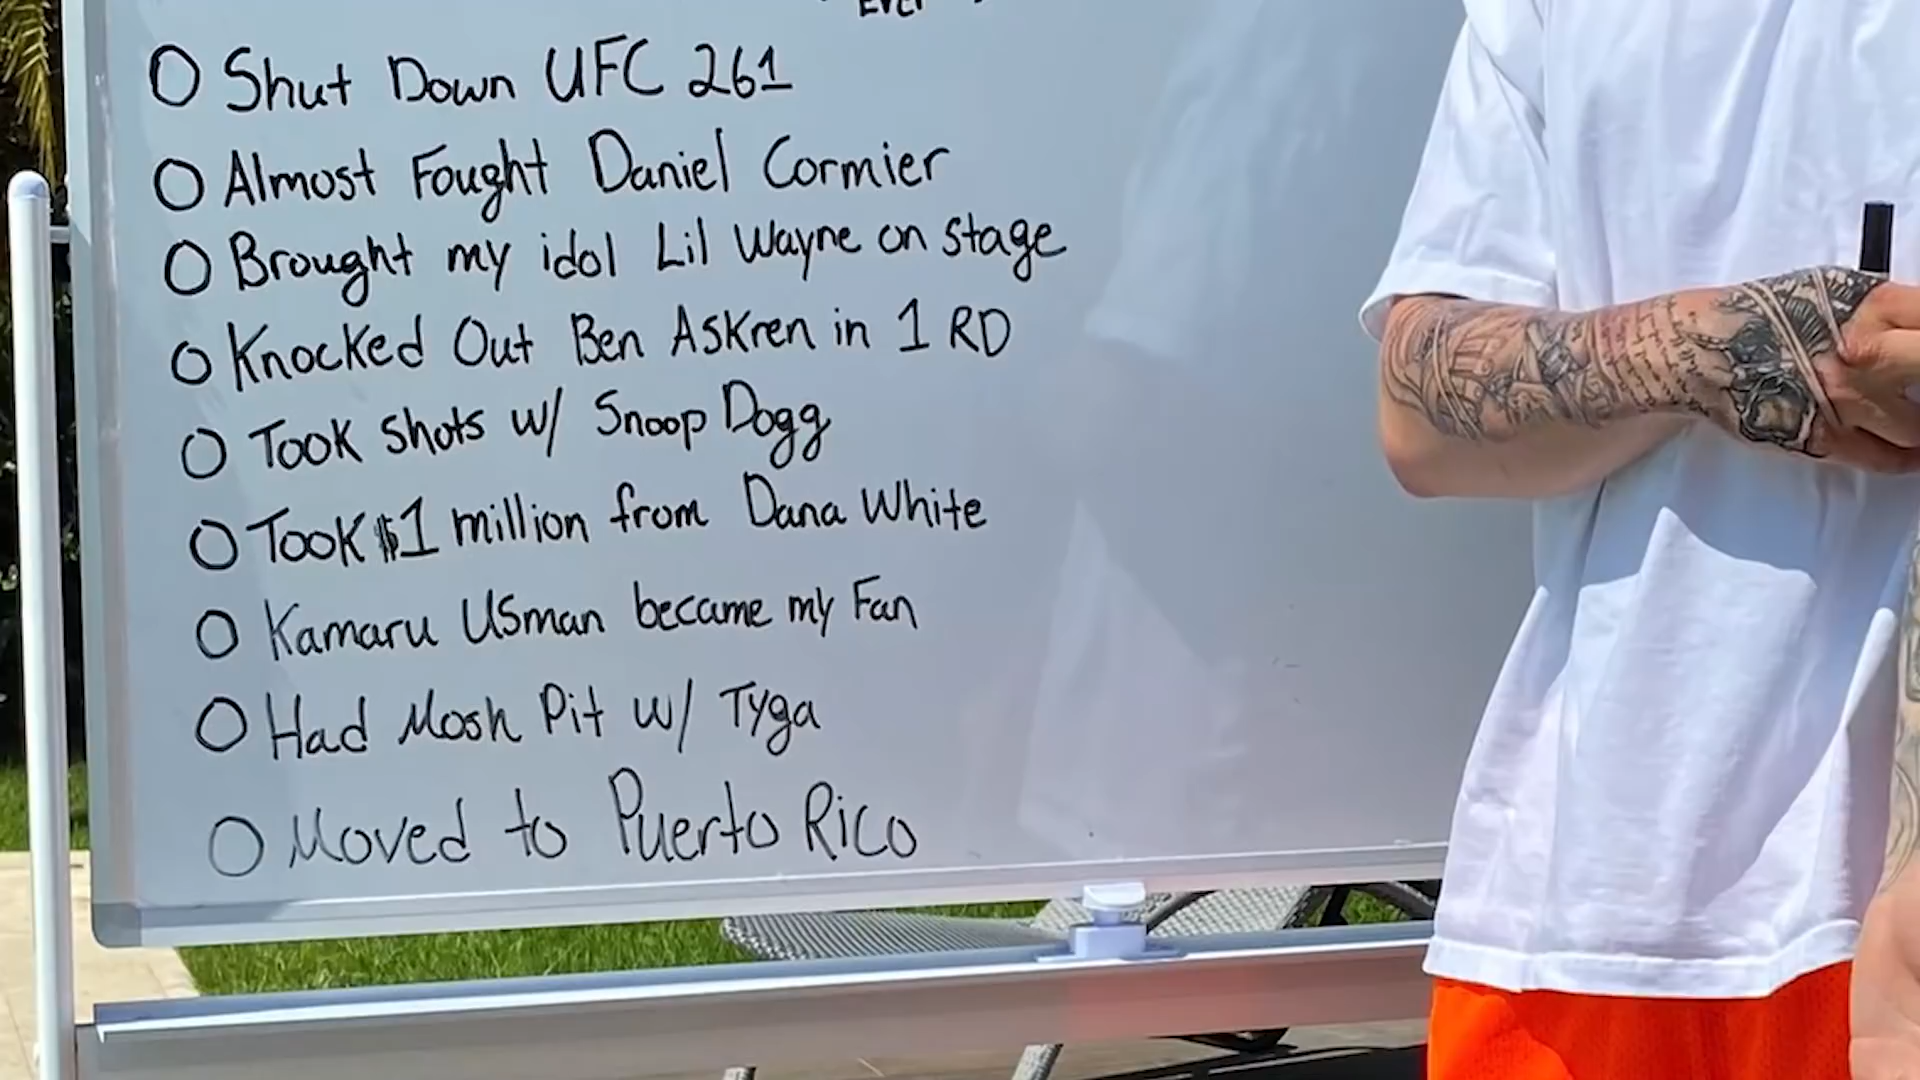 Ever
Shut Down UFC 261
Almost Fought Daniel Cormier
Brought my idol Lil Wayne on stage
Knocked Out Ben Askren in 1 RD
Took shots w/ Snoop Dogg
Took $1 million from Dana White
Kamaru Usman became my Fan
Had Mosh Pit w/ Tyga
Moved to Puerto Rico